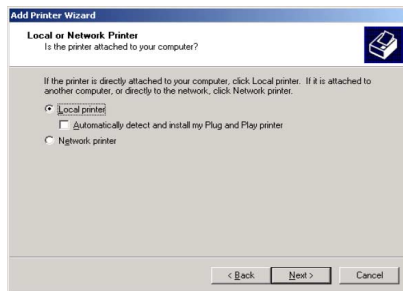 Add Printer Wizard
Local or Network Printer
Is the printer attached to your computer?
If the printer is directly attached to your computer, click Local printer. If it is attached to
another computer, or directly to the network, click Network printer.
Local printer
Automatically detect and install my Plug and Play printer
Network printer
< Back Next > Cancel